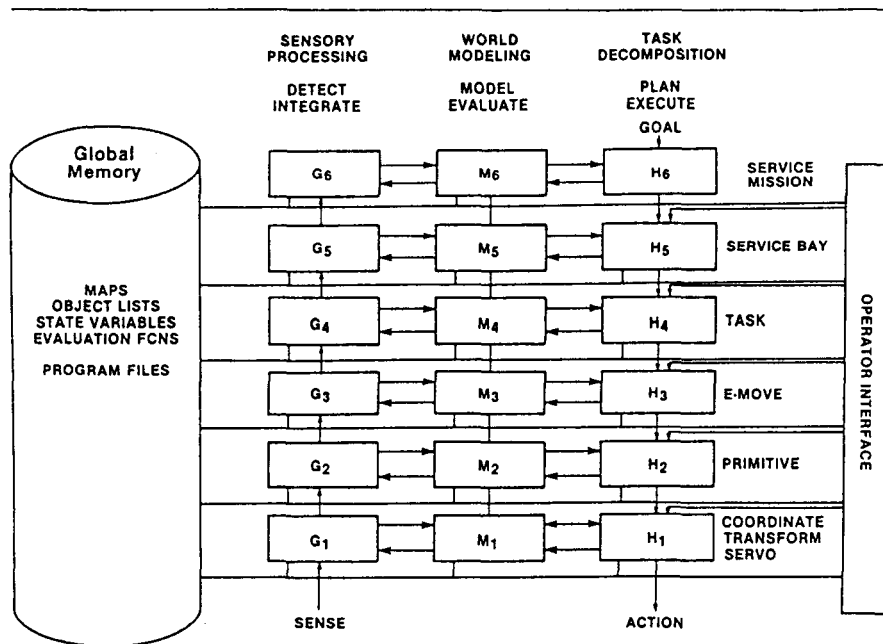 SENSORY
PROCESSING
WORLD
MODELING
TASK
DECOMPOSITION
DETECT
INTEGRATE
MODEL
EVALUATE
PLAN
EXECUTE
GOAL
Global
Memory
MAPS
OBJECT LISTS
STATE VARIABLES
EVALUATION FCNS
PROGRAM FILES
G6
M6
H6
SERVICE
MISSION
G5
M5
H5
SERVICE BAY
G4
M4
H4
TASK
G3
M3
H3
E-MOVE
G2
M2
H2
PRIMITIVE
G1
M1
H1
COORDINATE
TRANSFORM
SERVO
SENSE
ACTION
OPERATOR INTERFACE